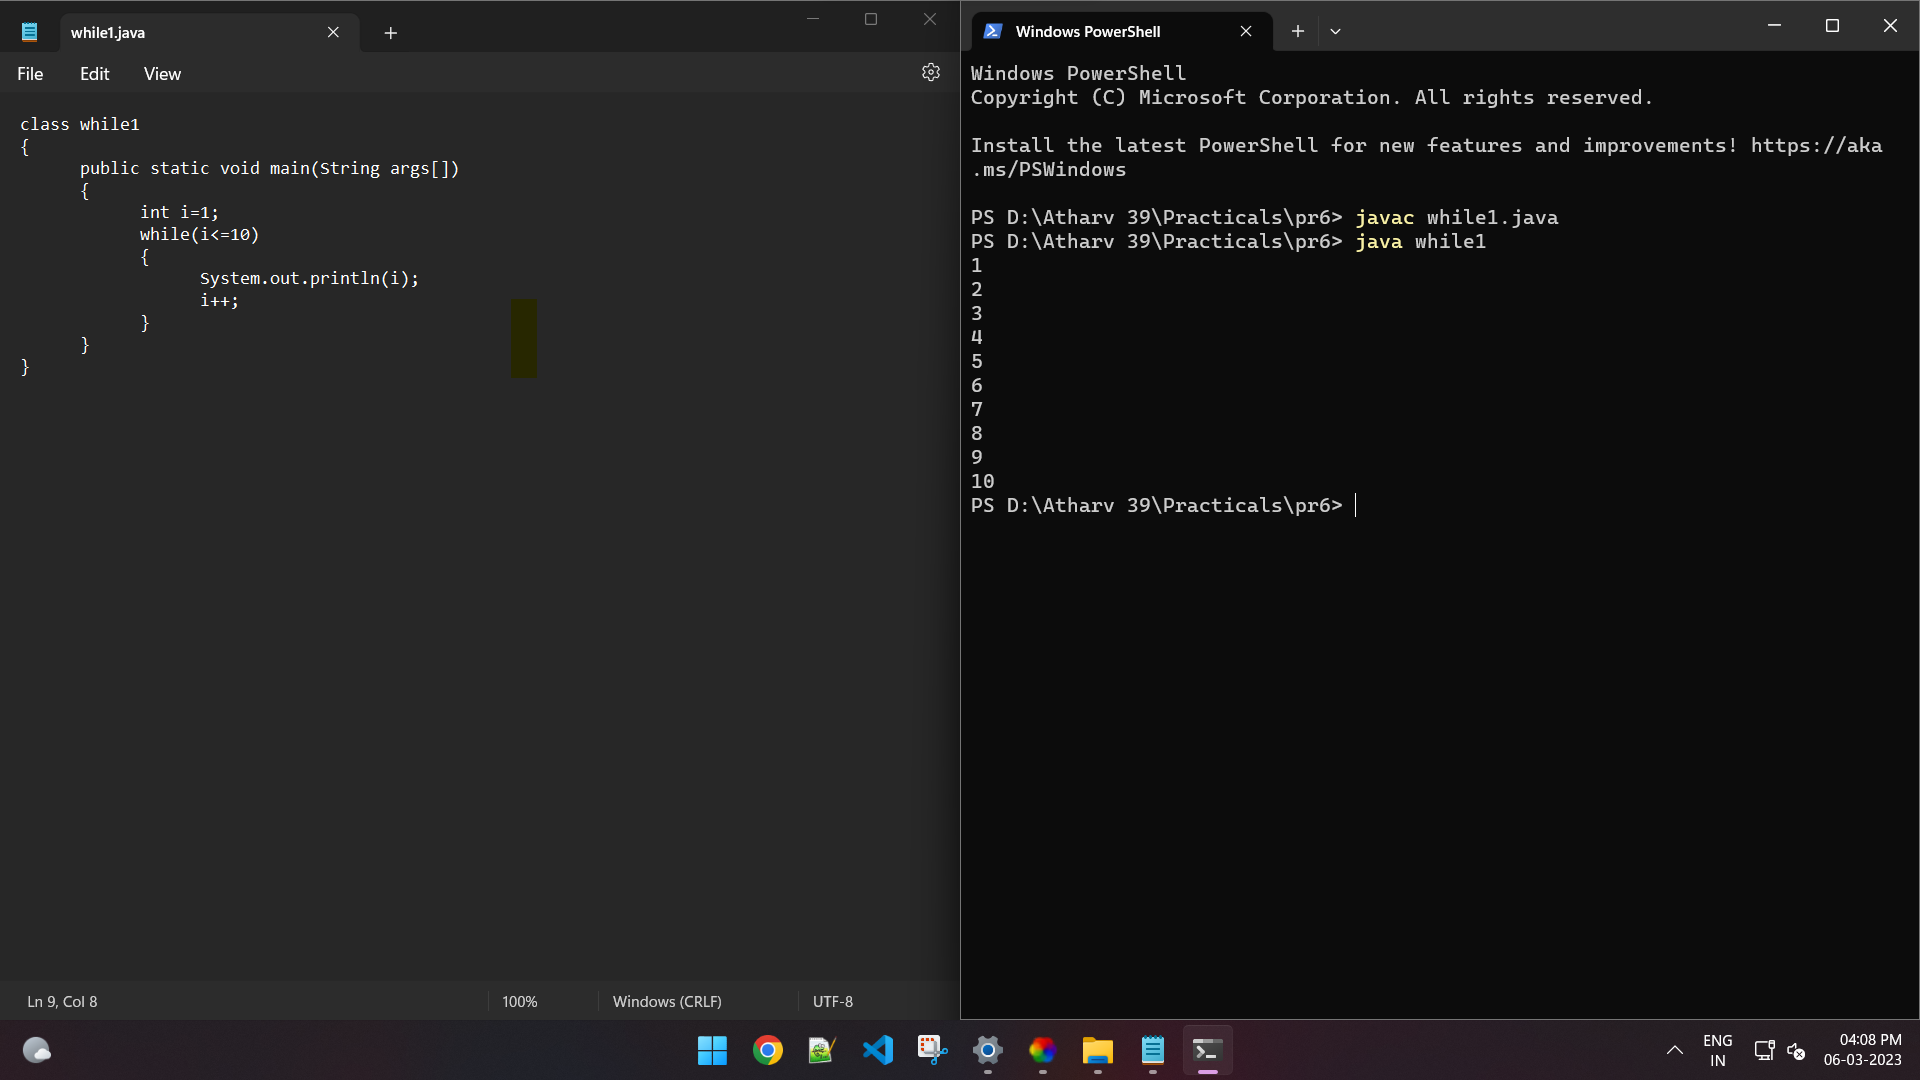 while1.java
File Edit View
class while1
{
public static void main(String args[])
{
int i=1;
while(i<=10)
{
System.out.println(i);
i++;
}
}
}
Ln 9, Col 8 100% Windows (CRLF) UTF-8
Windows PowerShell
Windows PowerShell
Copyright (C) Microsoft Corporation. All rights reserved.
Install the latest PowerShell for new features and improvements! https://aka
.ms/PSWindows
PS D:\Atharv 39\Practicals\pr6> javac while1.java
PS D:\Atharv 39\Practicals\pr6> java while1
1
2
3
4
5
6
7
8
9
10
PS D:\Atharv 39\Practicals\pr6>
ENG
IN
04:08 PM
06-03-2023